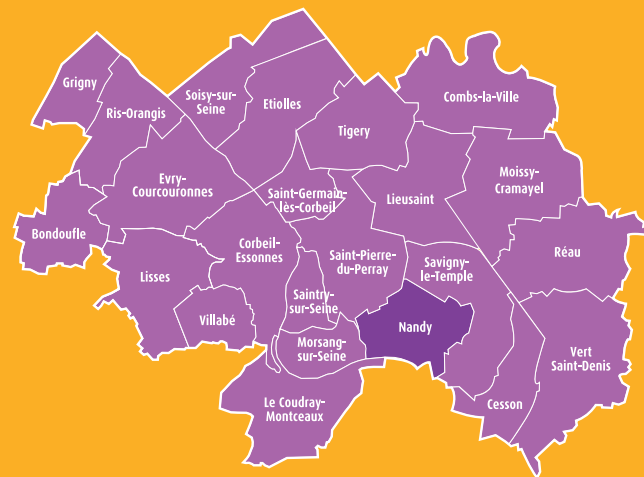 Grigny
Ris-Orangis
Soisy-sur-
Seine
Etiolles
Tigery
Combs-la-Ville
Evry-
Courcouronnes
Saint-Germain-
lès-Corbeil
Lieusaint
Moissy-
Cramayel
Bondoufle
Lisses
Corbeil-
Essonnes
Saint-Pierre-
du-Perray
Savigny-
le-Temple
Réau
Villabé
Saintry-
sur-Seine
Nandy
Morsang-
sur-Seine
Vert
Saint-Denis
Le Coudray-
Montceaux
Cesson